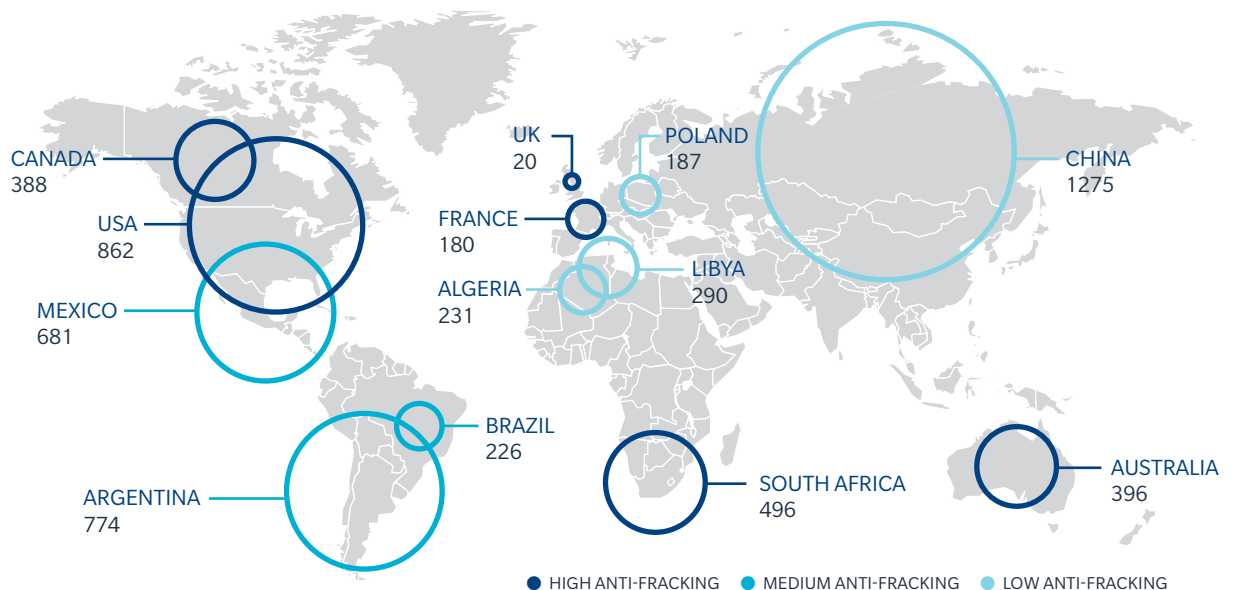 UK
20
POLAND
187
CANADA
388
CHINA
1275
USA
862
FRANCE
180
LIBYA
290
ALGERIA
231
MEXICO
681
BRAZIL
226
ARGENTINA
774
SOUTH AFRICA
496
AUSTRALIA
396
HIGH ANTI-FRACKING MEDIUM ANTI-FRACKING LOW ANTI-FRACKING